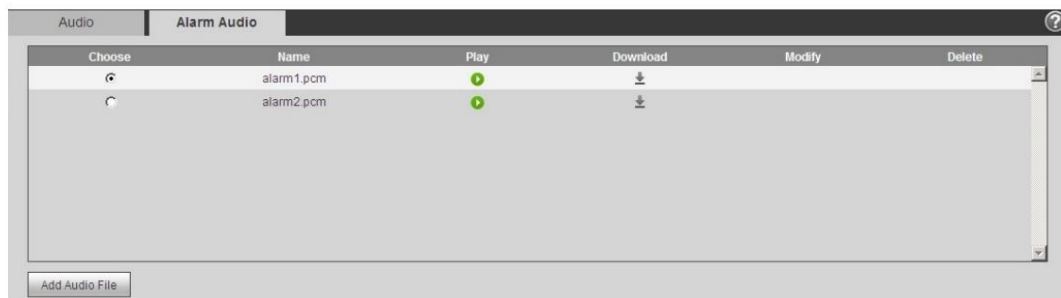 Audio Alarm Audio ?
Choose Name Play Download Modify Delete
alarm1.pcm
alarm2.pcm
Add Audio File